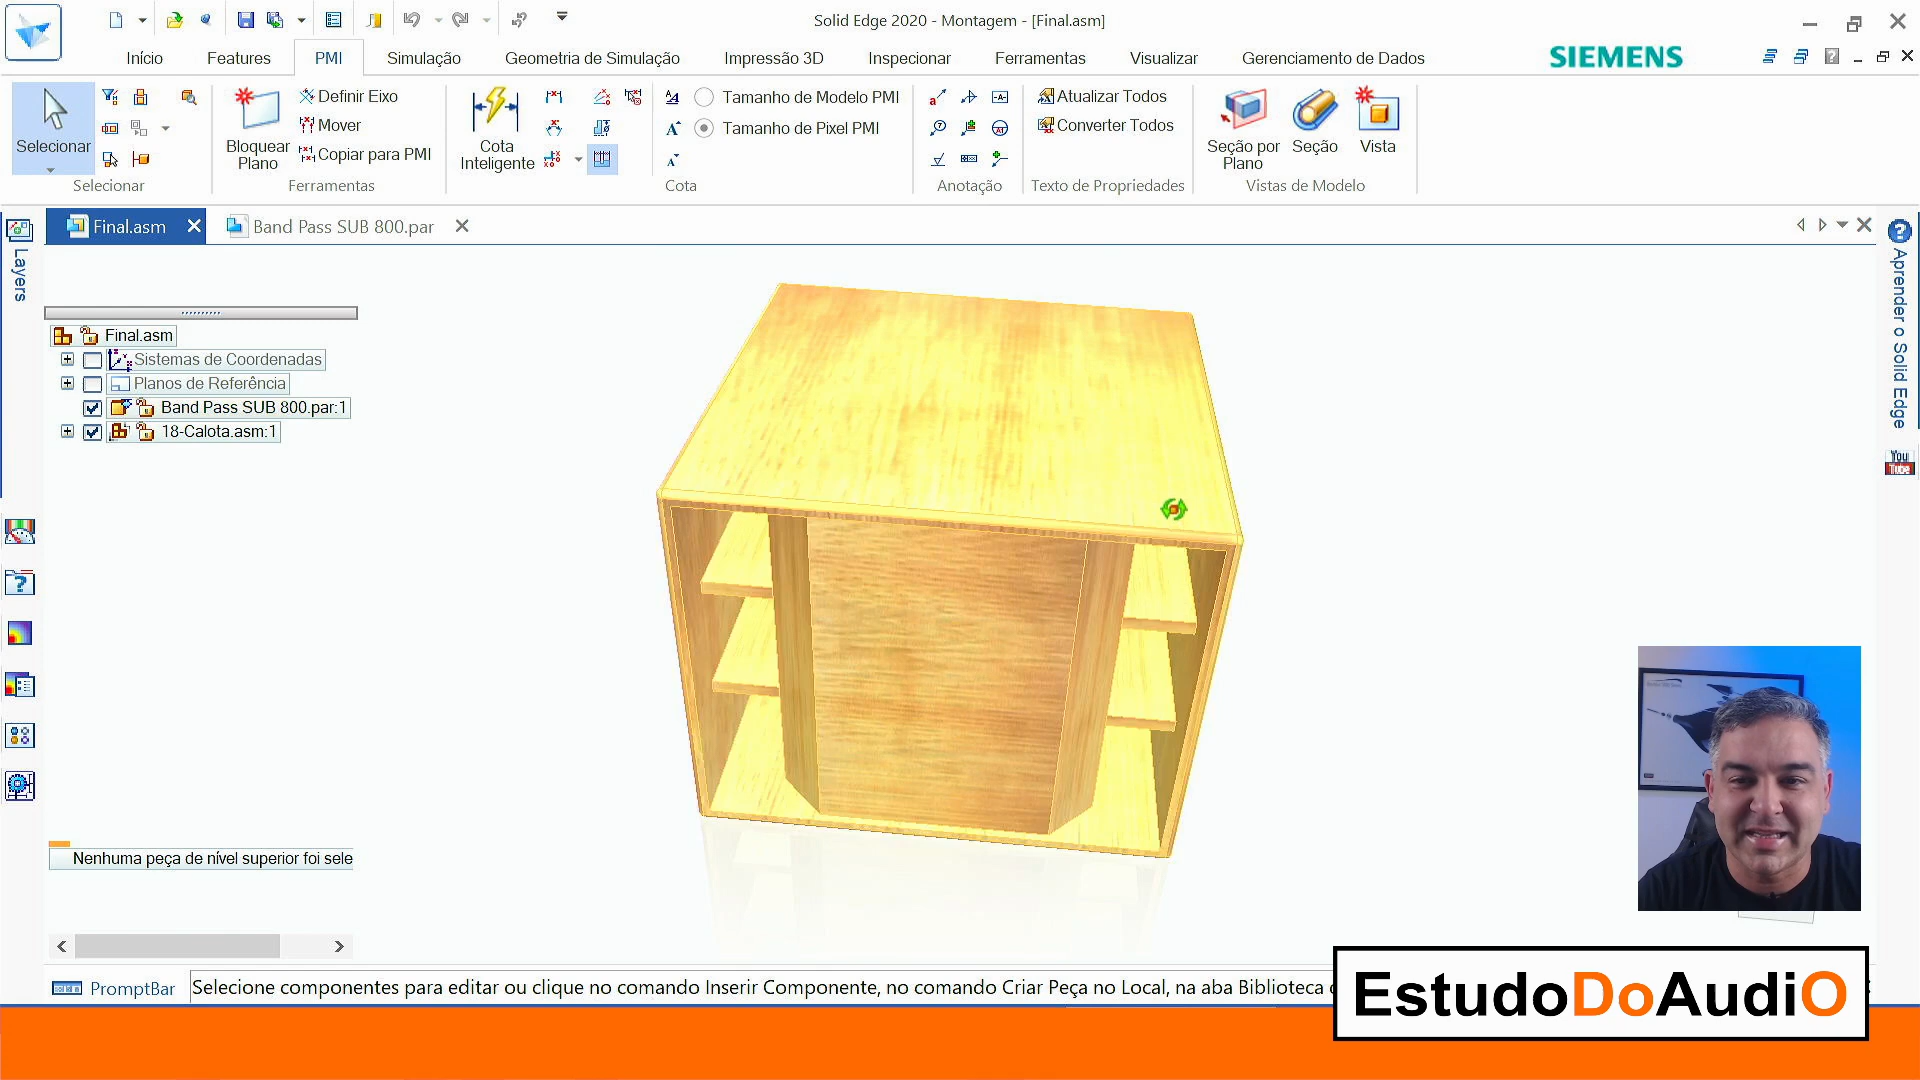 Solid Edge 2020 - Montagem - [Final.asm]
Início
Features
PMI
Simulação
Geometria de Simulação
Impressão 3D
Inspecionar
Ferramentas
Visualizar
Gerenciamento de Dados
SIEMENS
Selecionar
Selecionar
Bloquear
Plano
Definir Eixo
Mover
Copiar para PMI
Ferramentas
Cota
Inteligente
Tamanho de Modelo PMI
Tamanho de Pixel PMI
Cota
Anotação
Atualizar Todos
Converter Todos
Texto de Propriedades
Seção por
Plano
Seção
Vista
Vistas de Modelo
Final.asm
Band Pass SUB 800.par
Layers
Aprender o Solid Edge
You
Tube
Final.asm
Sistemas de Coordenadas
Planos de Referência
Band Pass SUB 800.par:1
18-Calota.asm:1
Nenhuma peça de nível superior foi sele
PromptBar
Selecione componentes para editar ou clique no comando Inserir Componente, no comando Criar Peça no Local, na aba Biblioteca
EstudoDoAudiO